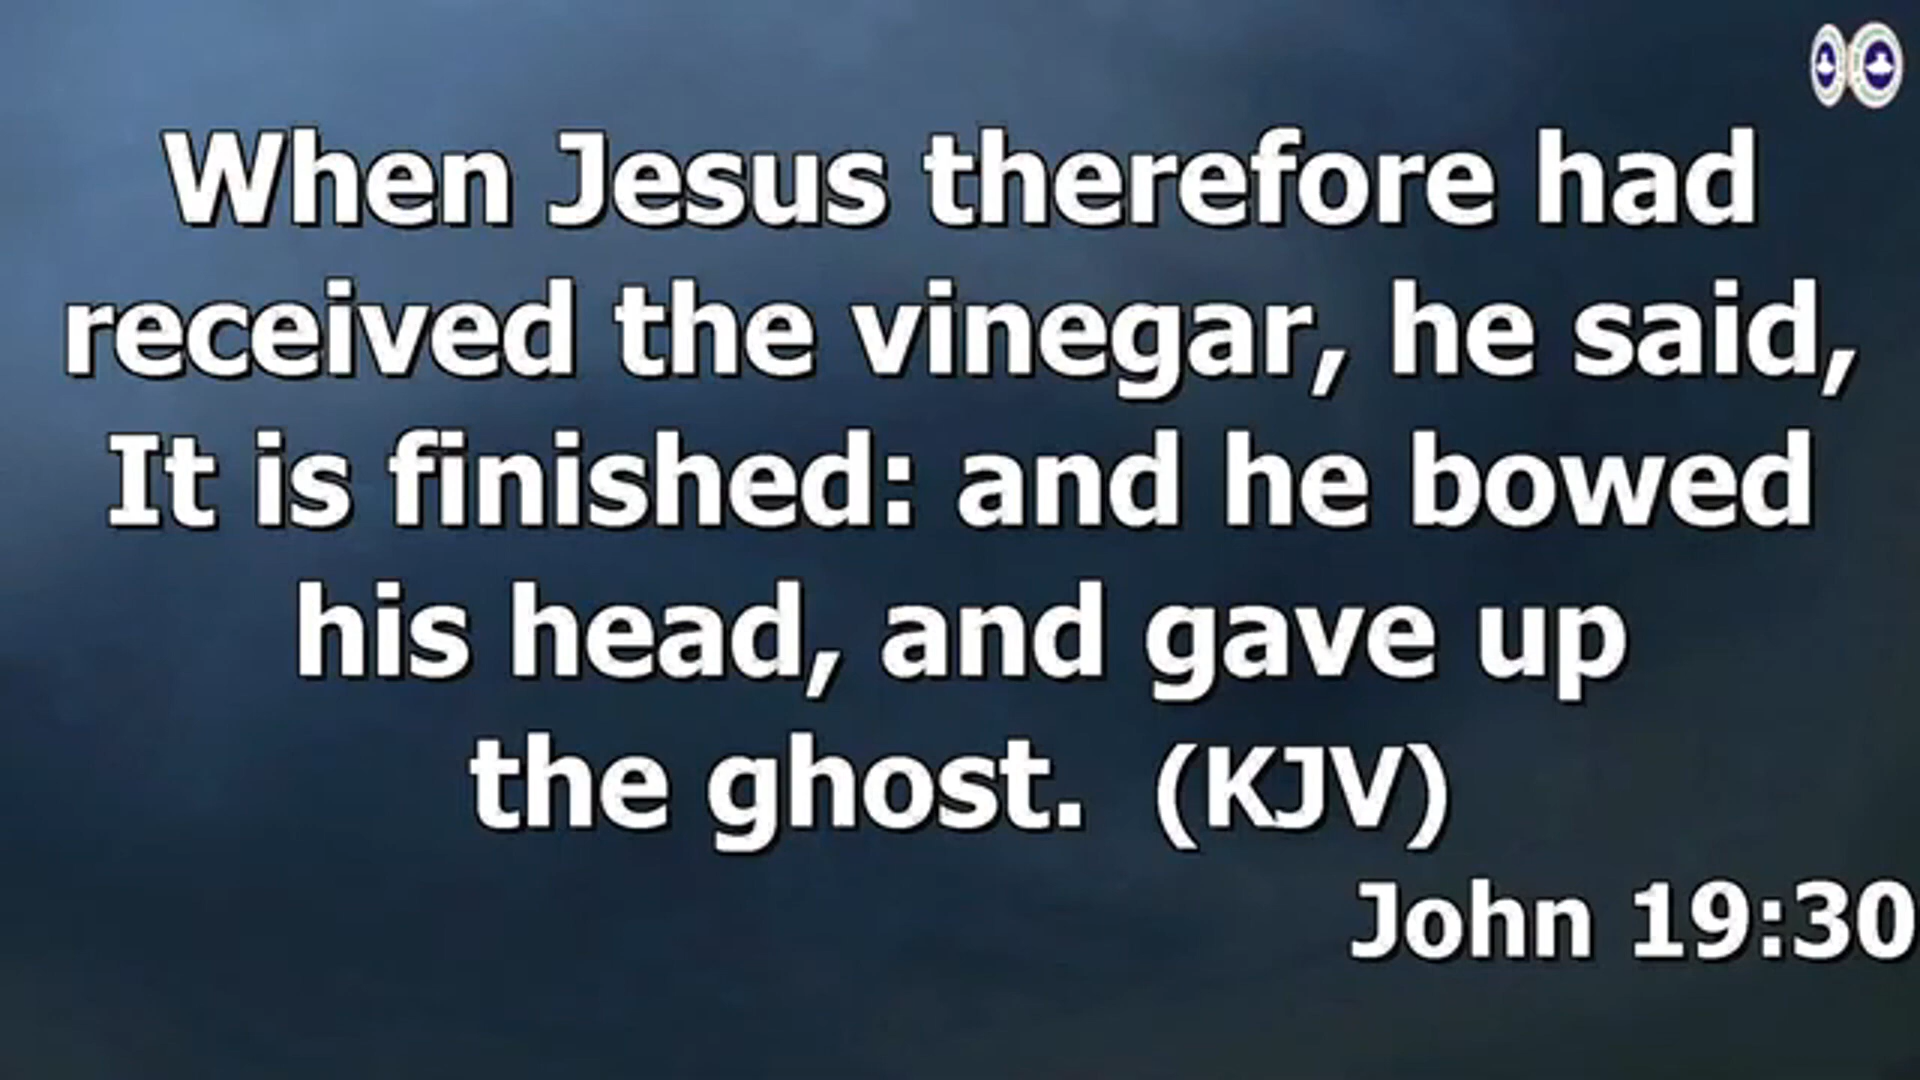 When Jesus therefore had
received the vinegar, he said,
It is finished: and he bowed
his head, and gave up
the ghost. (KJV)
John 19:30